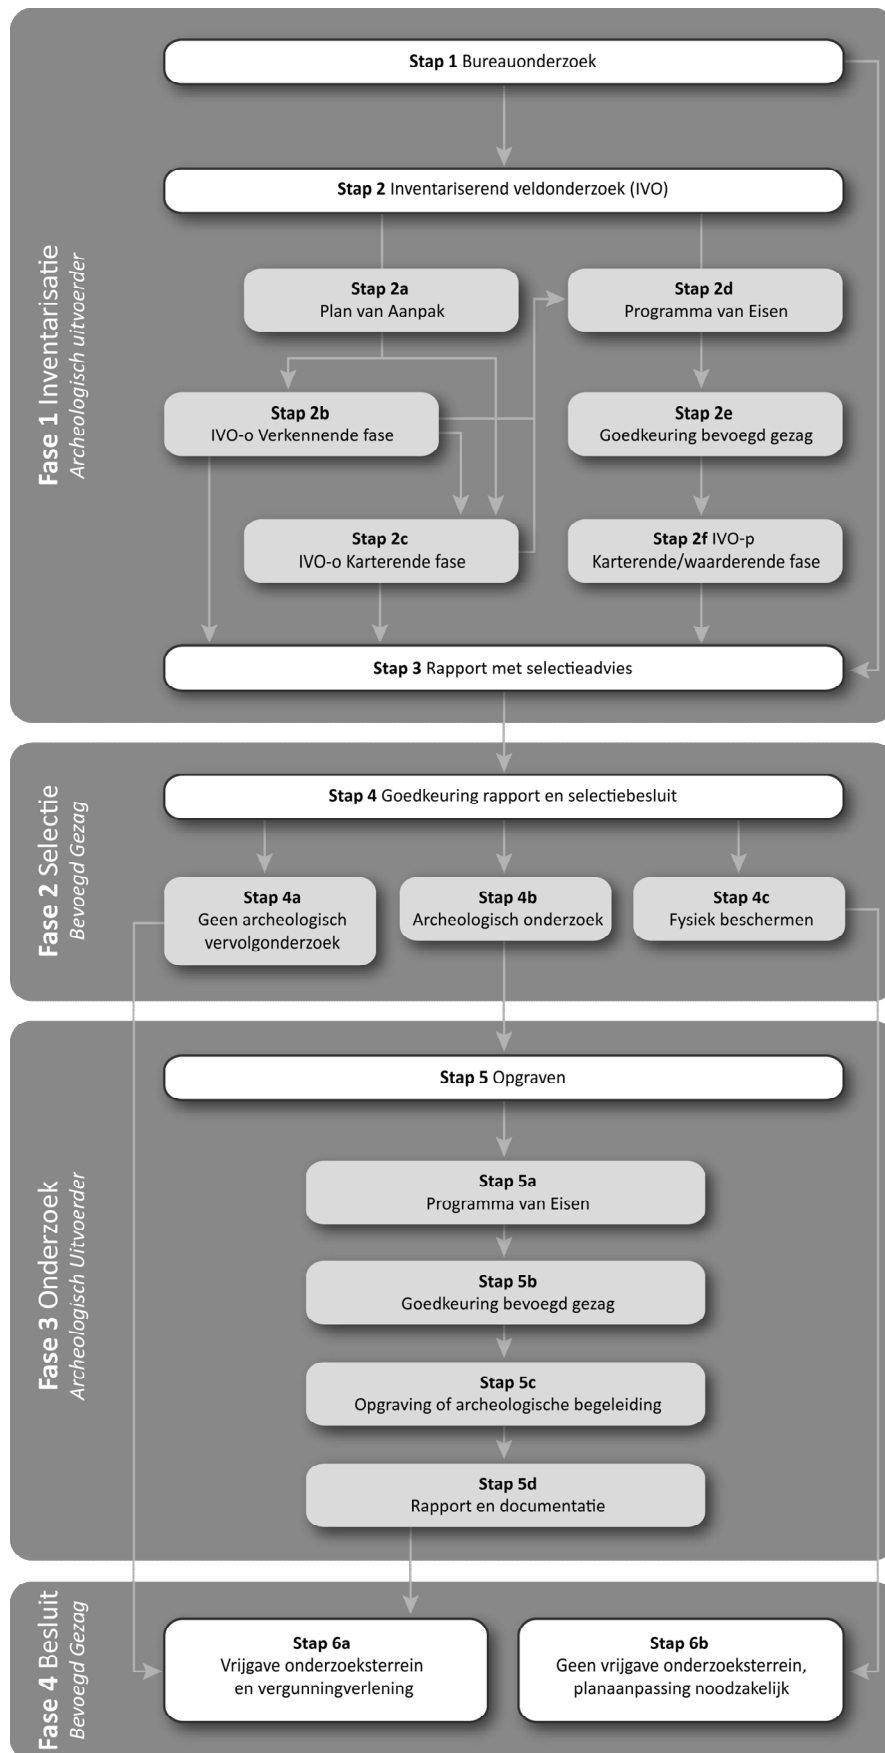 Fase 1 Inventarisatie
Archeologisch uitvoerder
Stap 1 Bureauonderzoek
Stap 2 Inventariserend veldonderzoek (IVO)
Stap 2a
Plan van Aanpak
Stap 2d
Programma van Eisen
Stap 2b
IVO-o Verkennende fase
Stap 2e
Goedkeuring bevoegd gezag
Stap 2c
IVO-o Karterende fase
Stap 2f IVO-p
Karterende/waarderende fase
Stap 3 Rapport met selectieadvies
Fase 2 Selectie
Bevoegd Gezag
Stap 4 Goedkeuring rapport en selectiebesluit
Stap 4a
Geen archeologisch
vervolgonderzoek
Stap 4b
Archeologisch onderzoek
Stap 4c
Fysiek beschermen
Fase 3 Onderzoek
Archeologisch Uitvoerder
Stap 5 Opgraven
Stap 5a
Programma van Eisen
Stap 5b
Goedkeuring bevoegd gezag
Stap 5c
Opgraving of archeologische begeleiding
Stap 5d
Rapport en documentatie
Fase 4 Besluit
Bevoegd Gezag
Stap 6a
Vrijgave onderzoeksterrein
en vergunningverlening
Stap 6b
Geen vrijgave onderzoeksterrein,
planaanpassing noodzakelijk